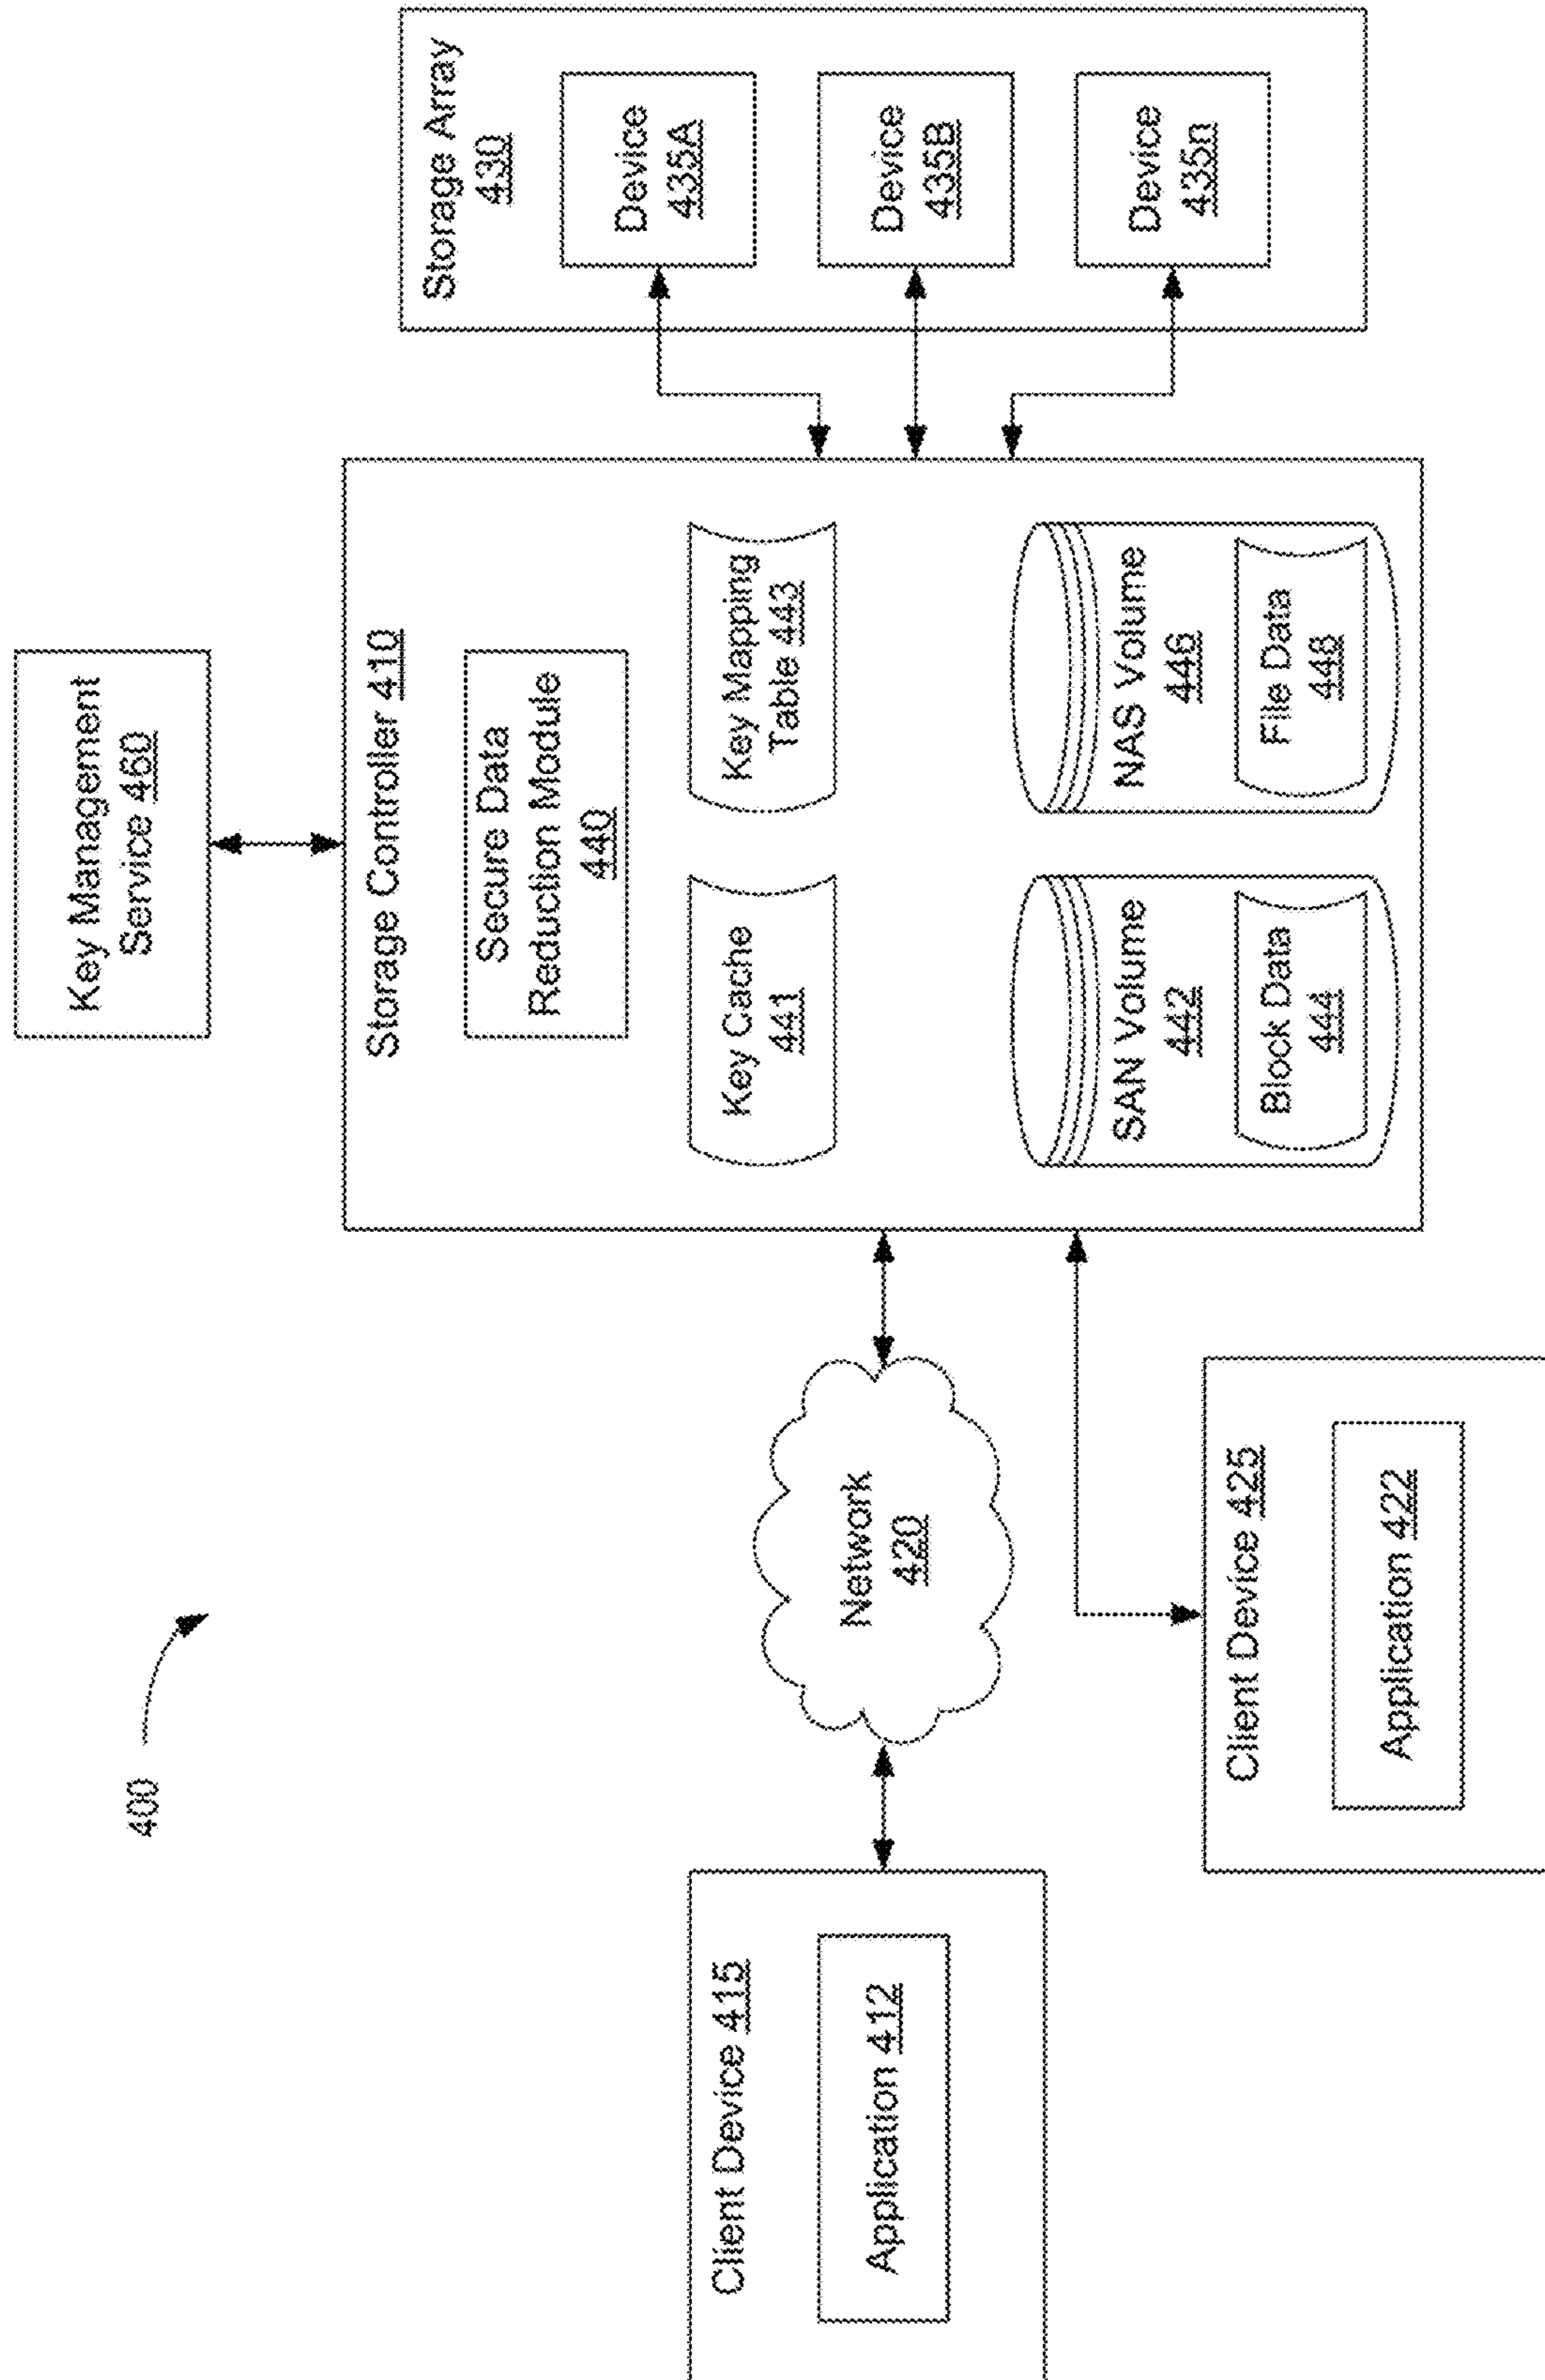 400
Key Management
Service 460
Storage Controller 410
Secure Data
Reduction Module
440
Key Cache
441
Key Mapping
Table 443
SAN Volume
442
Block Data
444
NAS Volume
446
File Data
448
Storage Array
430
Device
435A
Device
435B
Device
435n
Network
420
Client Device 415
Application 412
Client Device 425
Application 422